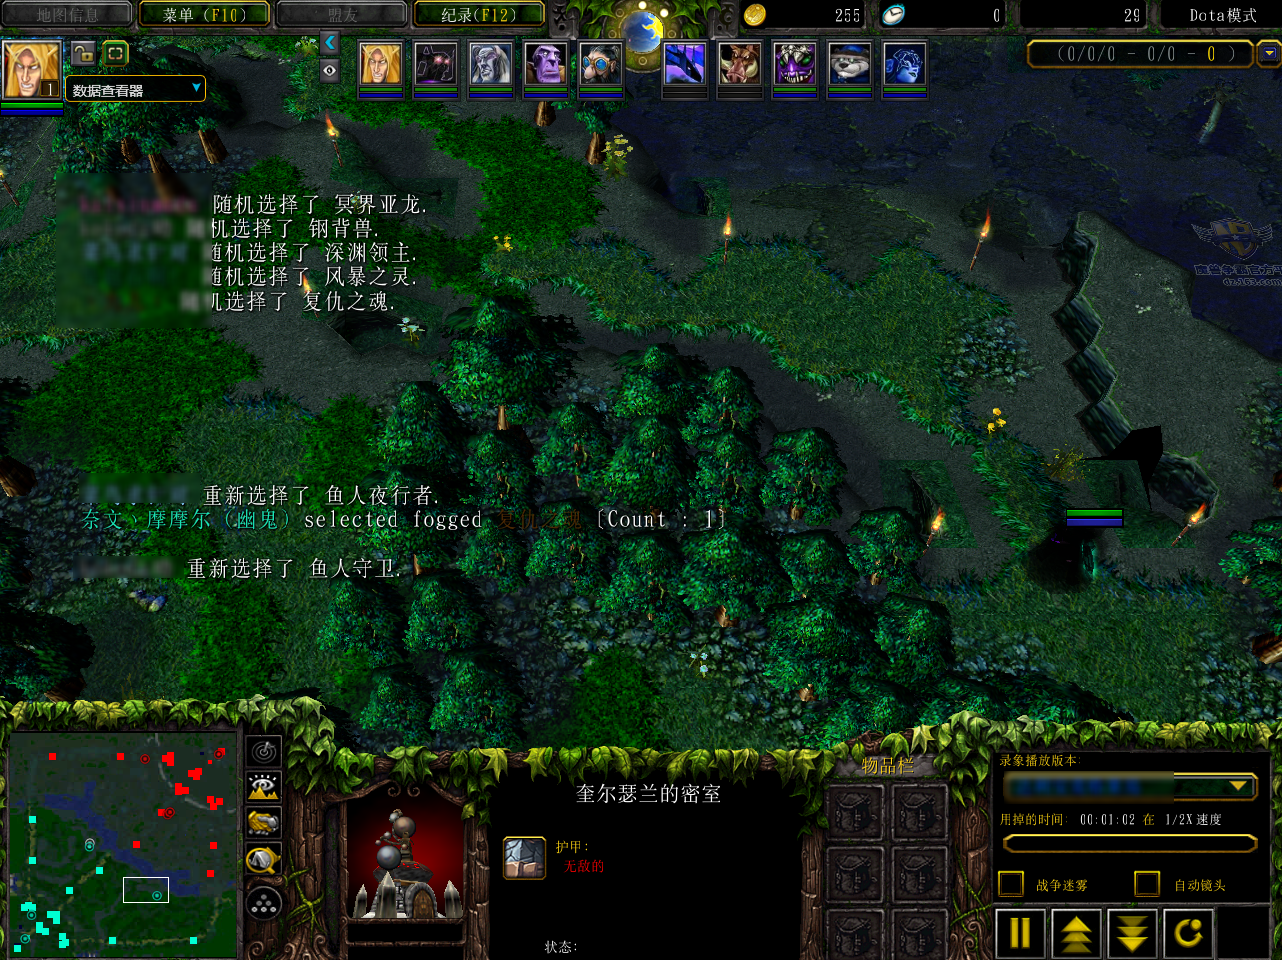 地图信息
菜单 (F10)
盟友
纪录(F12)
255
0
29
Dota模式
(0/0/0 - 0/0 - 0 )
1
数据查看器
随机选择了 冥界亚龙.
机选择了 钢背兽.
随机选择了 深渊领主.
随机选择了 风暴之灵.
机选择了 复仇之魂.
重新选择了 鱼人夜行者.
奈文、摩摩尔（幽鬼）selected fogged 复仇之魂 [Count : 1]
重新选择了 鱼人守卫.
物品栏
奎尔瑟兰的密室
护甲:
无敌的
状态:
录象播放版本:
用掉的时间: 00:01:02 在 1/2X 速度
战争迷雾
自动镜头